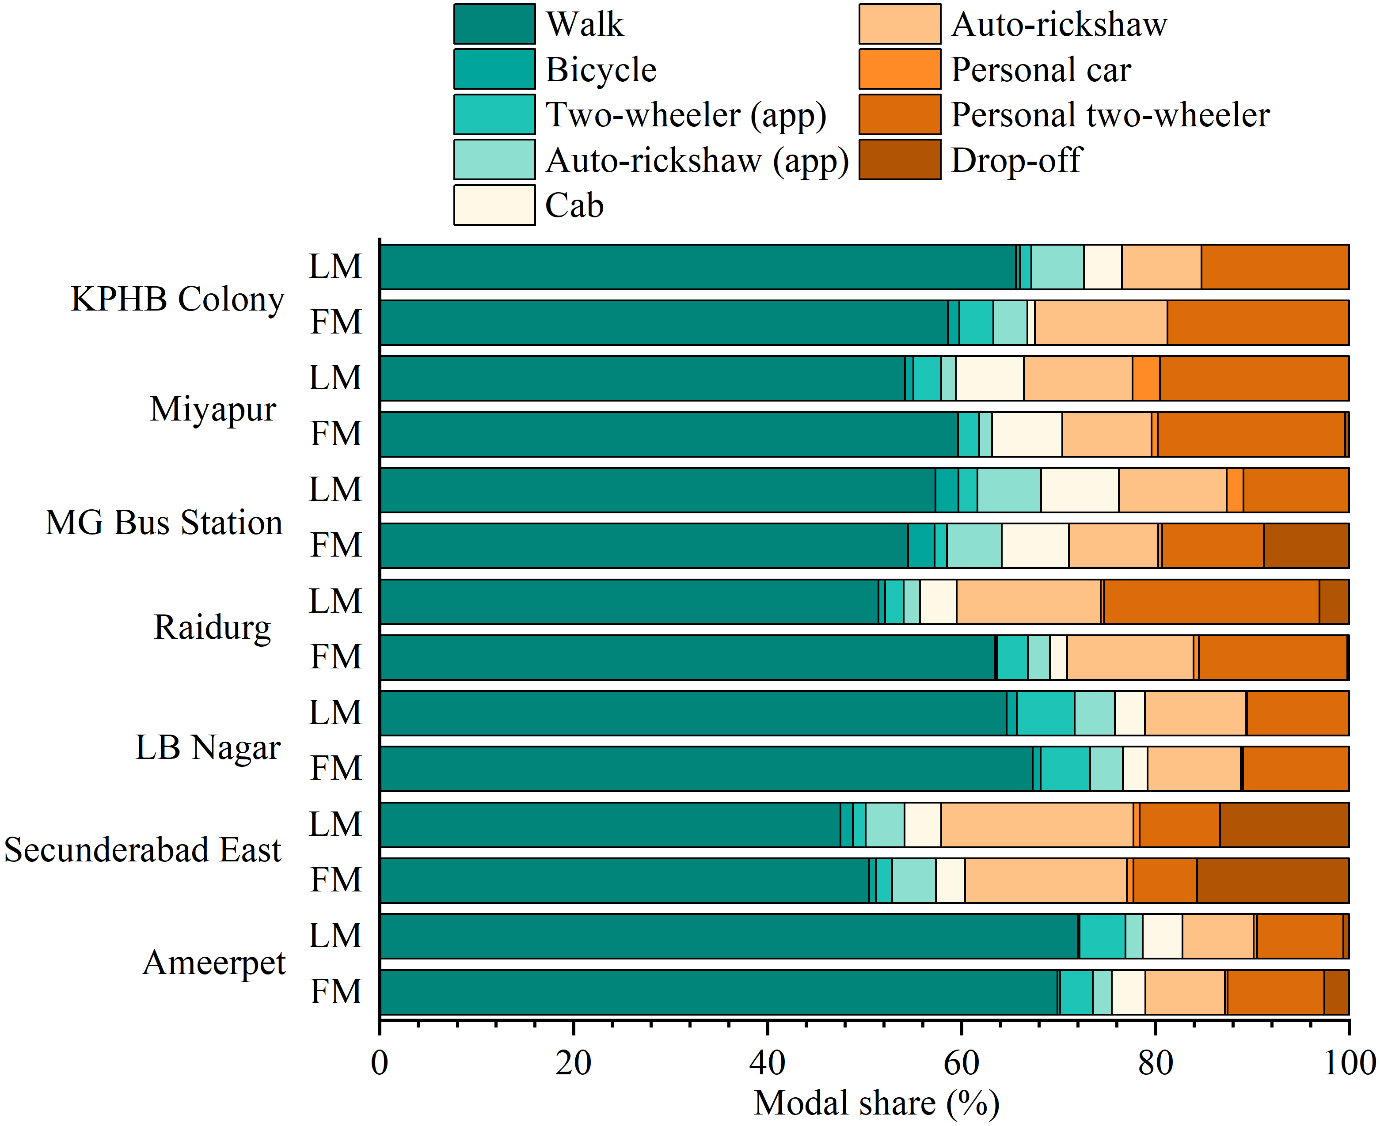 Walk
Bicycle
Two-wheeler (app)
Auto-rickshaw (app)
Cab
Auto-rickshaw
Personal car
Personal two-wheeler
Drop-off
KPHB Colony
LM
FM
Miyapur
LM
FM
MG Bus Station
LM
FM
Raidurg
LM
FM
LB Nagar
LM
FM
Secunderabad East
LM
FM
Ameerpet
LM
FM
0 20 40 60 80 100
Modal share (%)